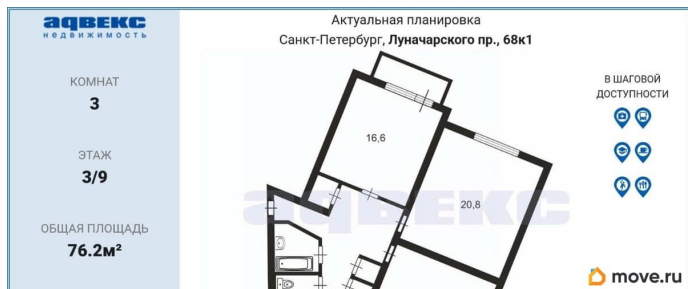 адвекс
НЕДВИЖИМОСТЬ
КОМНАТ
3
ЭТАЖ
3/9
ОБЩАЯ ПЛОЩАДЬ
76.2м²
Актуальная планировка
Санкт-Петербург, Луначарского пр., 68к1
16,6
20,8
адвекс
В ШАГОВОЙ
ДОСТУПНОСТИ
move.ru